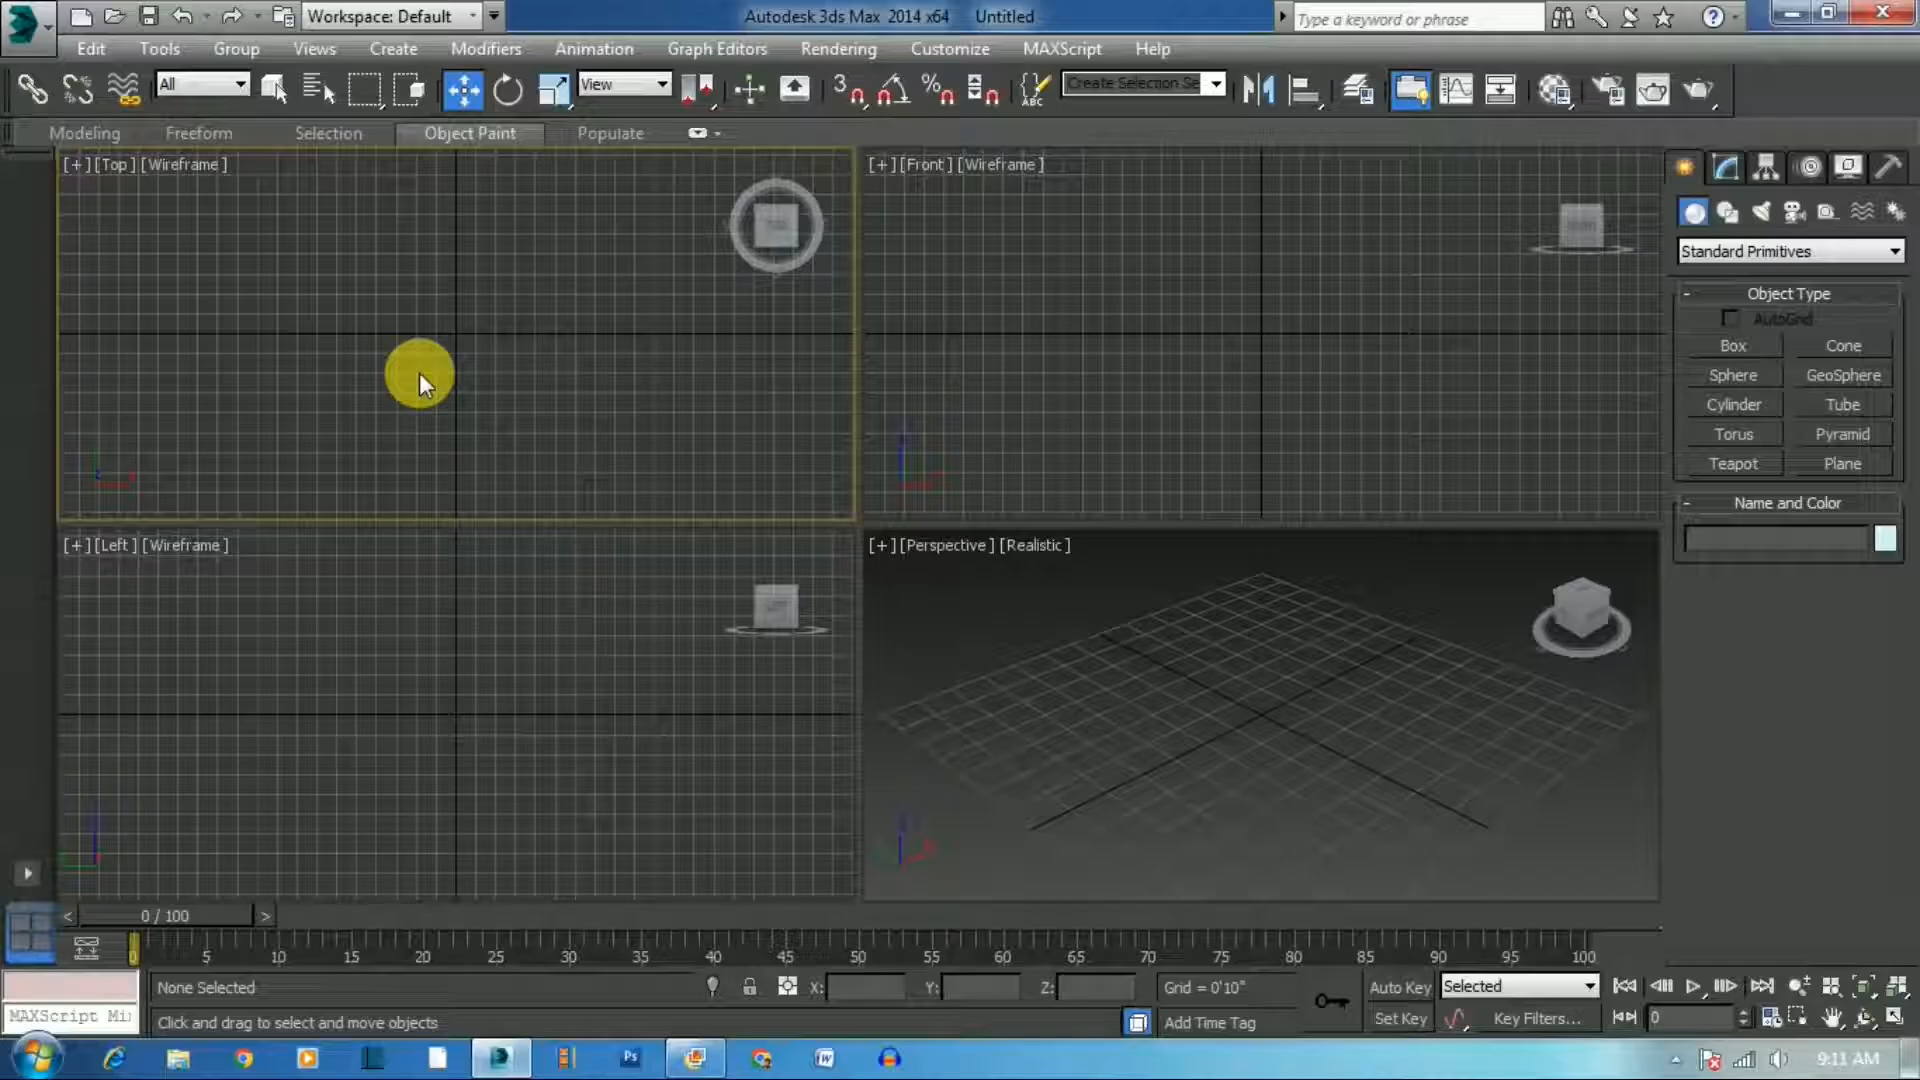 Workspace: Default
Autodesk 3ds Max 2014 x64 Untitled
Type a keyword or phrase
Edit Tools Group Views Create Modifiers Animation Graph Editors Rendering Customize MAXScript Help
All
View
3
%
ABC
Create Selection Se
Modeling Freeform Selection Object Paint Populate
[+] [Top] [Wireframe]
[+] [Front] [Wireframe]
Standard Primitives
- Object Type
AutoGrid
Box Cone
Sphere GeoSphere
Cylinder Tube
Torus Pyramid
Teapot Plane
- Name and Color
[+] [Left] [Wireframe]
[+] [Perspective] [Realistic]
< 0 / 100 >
0 5 10 15 20 25 30 35 40 45 50 55 60 65 70 75 80 85 90 95 100
None Selected X: Y: Z: Grid = 0'10" Auto Key Selected
MAXScript Mi
Click and drag to select and move objects Add Time Tag Set Key Key Filters... 0
Ps
W
9:11 AM